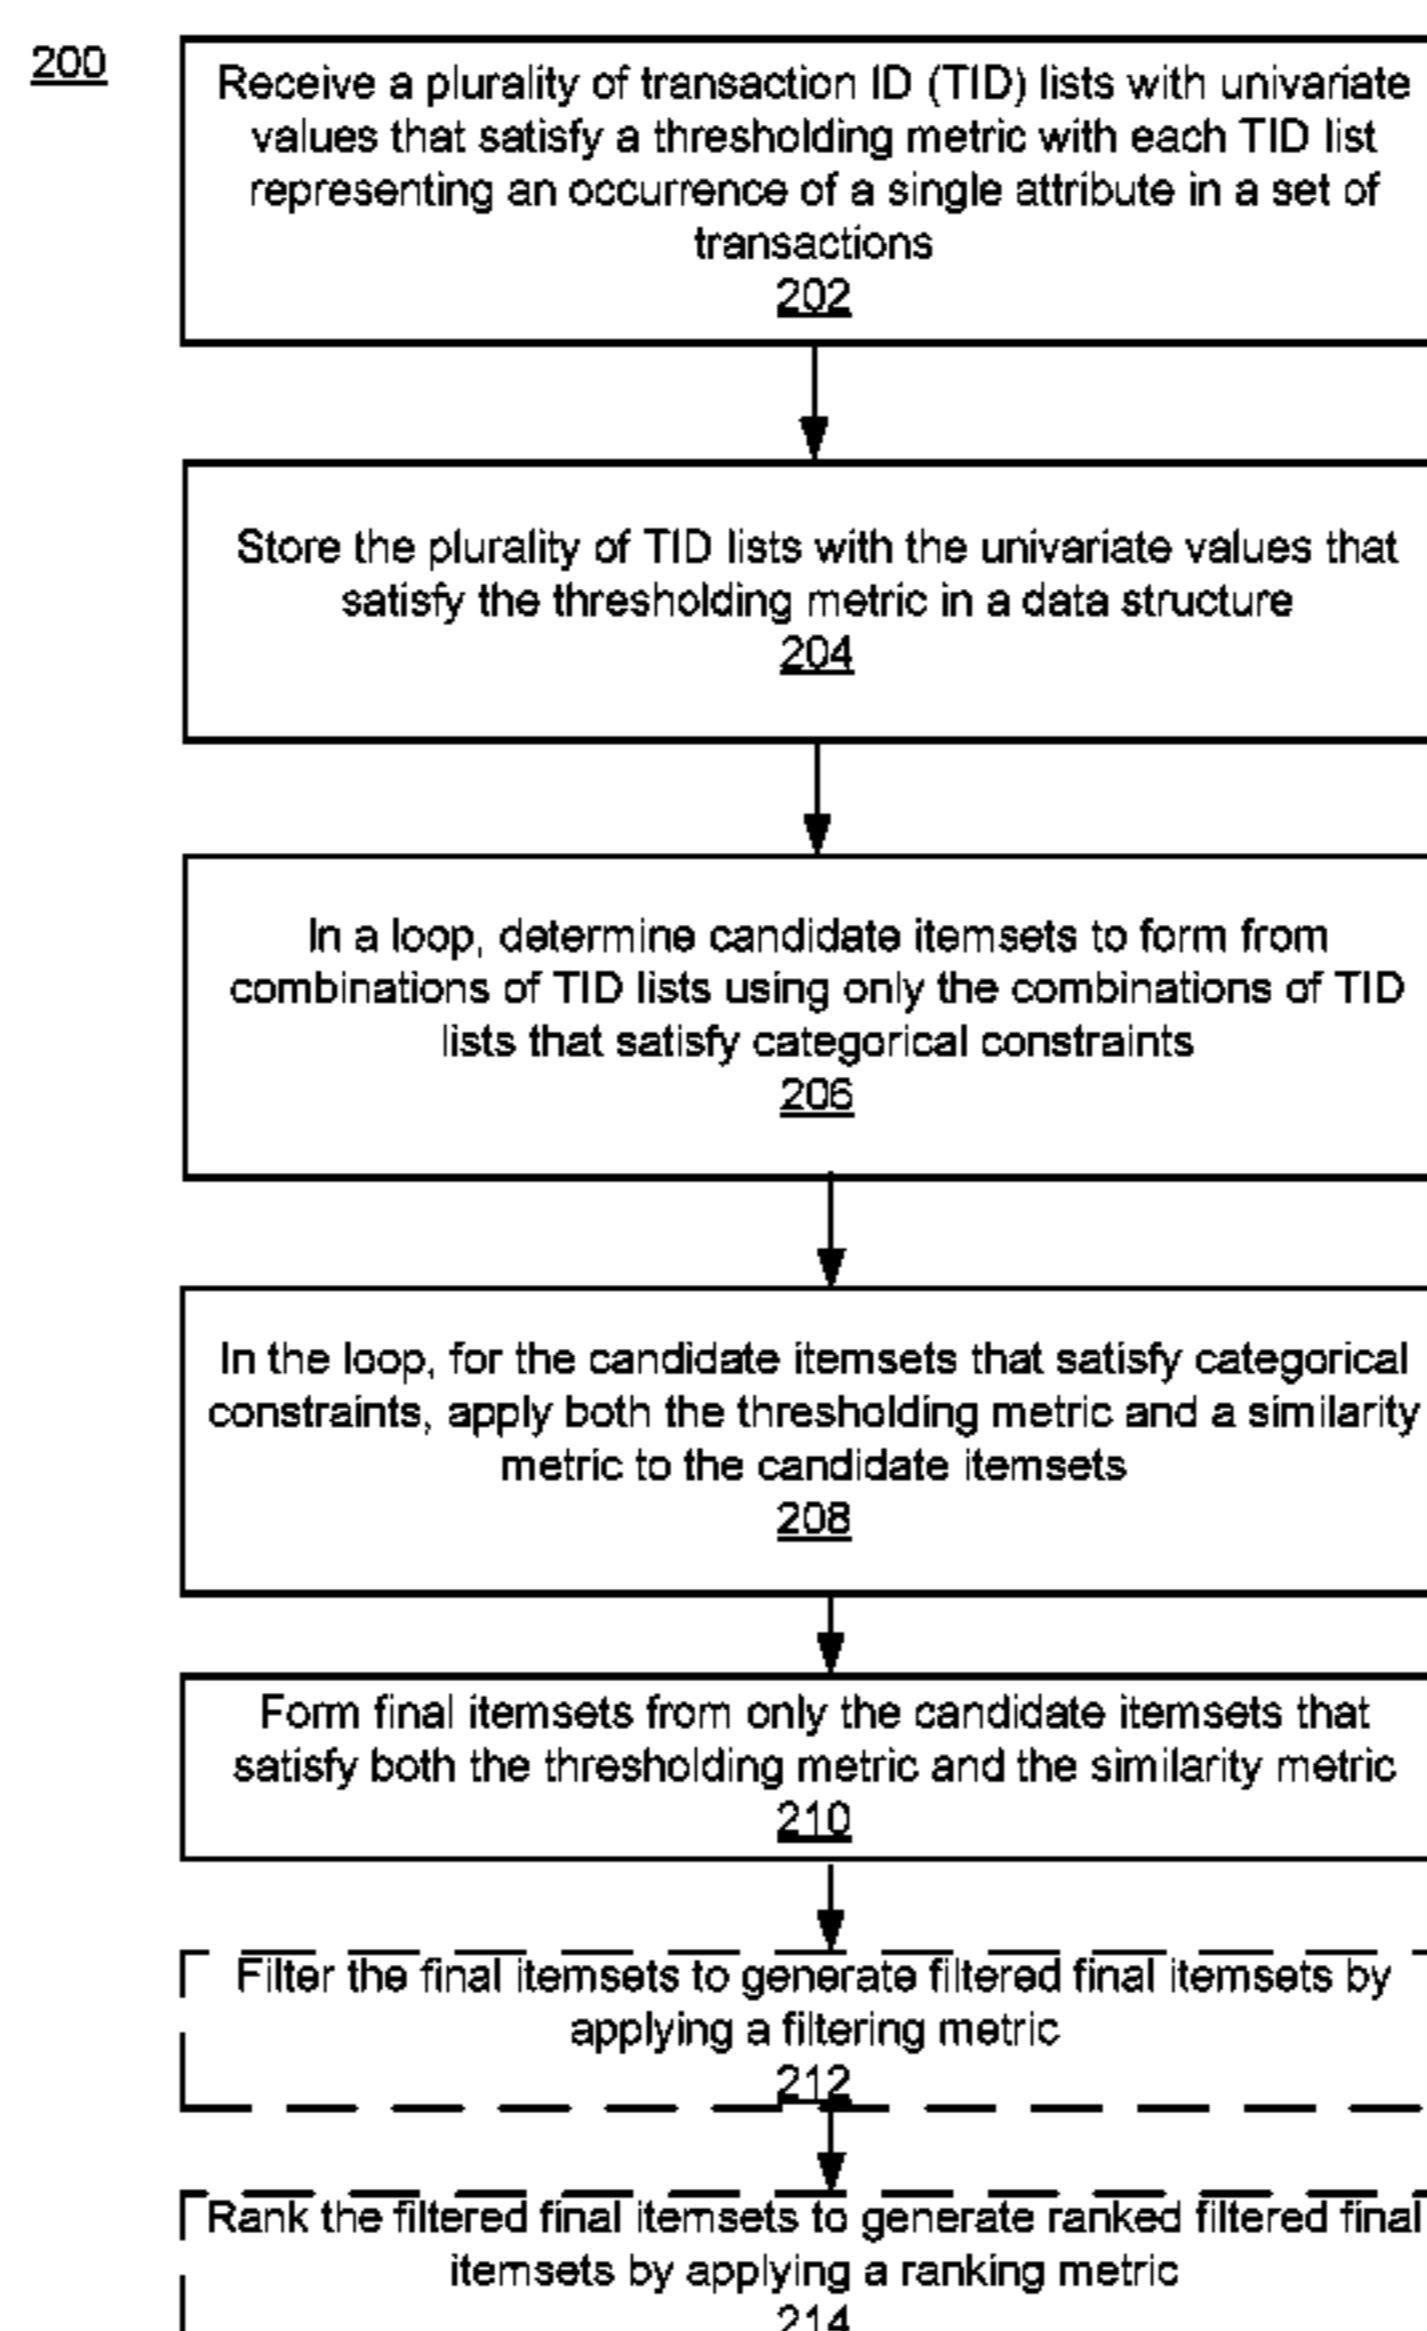 200
Receive a plurality of transaction ID (TID) lists with univariate
values that satisfy a thresholding metric with each TID list
representing an occurrence of a single attribute in a set of
transactions
202
Store the plurality of TID lists with the univariate values that
satisfy the thresholding metric in a data structure
204
In a loop, determine candidate itemsets to form from
combinations of TID lists using only the combinations of TID
lists that satisfy categorical constraints
206
In the loop, for the candidate itemsets that satisfy categorical
constraints, apply both the thresholding metric and a similarity
metric to the candidate itemsets
208
Form final itemsets from only the candidate itemsets that
satisfy both the thresholding metric and the similarity metric
210
Filter the final itemsets to generate filtered final itemsets by
applying a filtering metric
212
Rank the filtered final itemsets to generate ranked filtered final
itemsets by applying a ranking metric
214